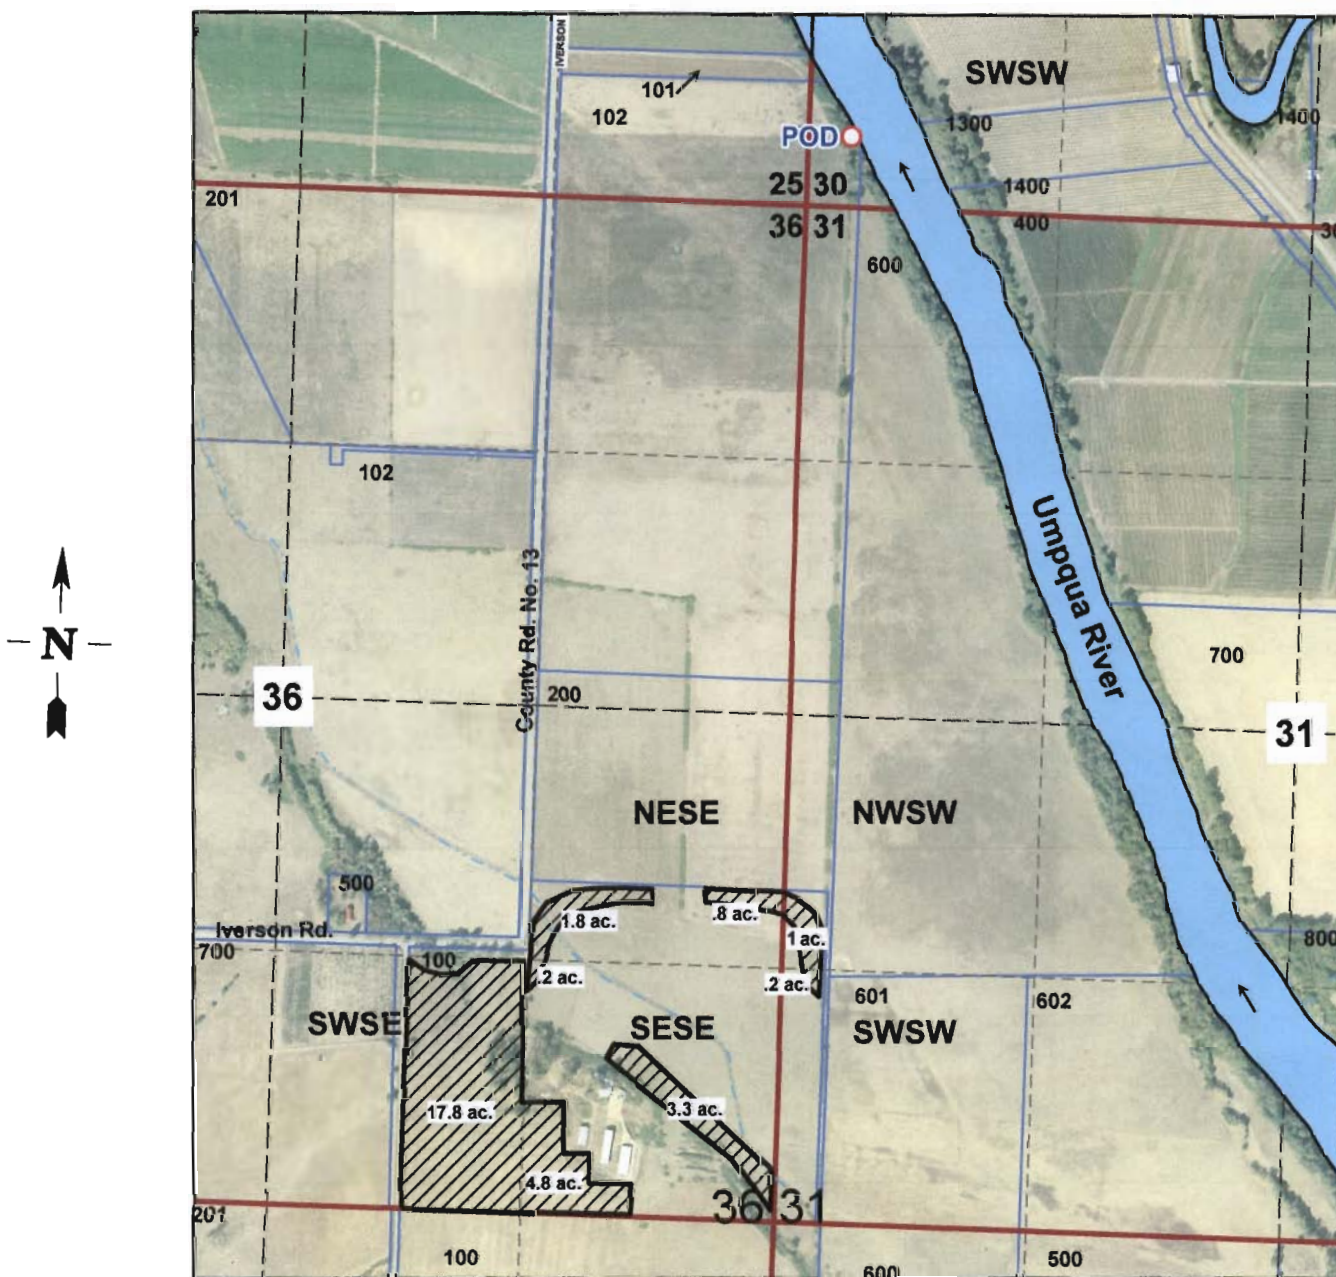 IVERSON
SWSW
101
102
1300
1400
POD
25 30
1400
201
400
36 31
600
102
Umpqua River
County Rd. No. 13
N
700
36
200
31
NESE
NWSW
500
1
1.8 ac.
.8 ac.
Iverson Rd.
1 ac.
800
700
100
.2 ac.
.2 ac.
601
602
SWSE
SESE
SWSW
17.8 ac.
3.3 ac.
4.8 ac.
36 31
201
100
500
600